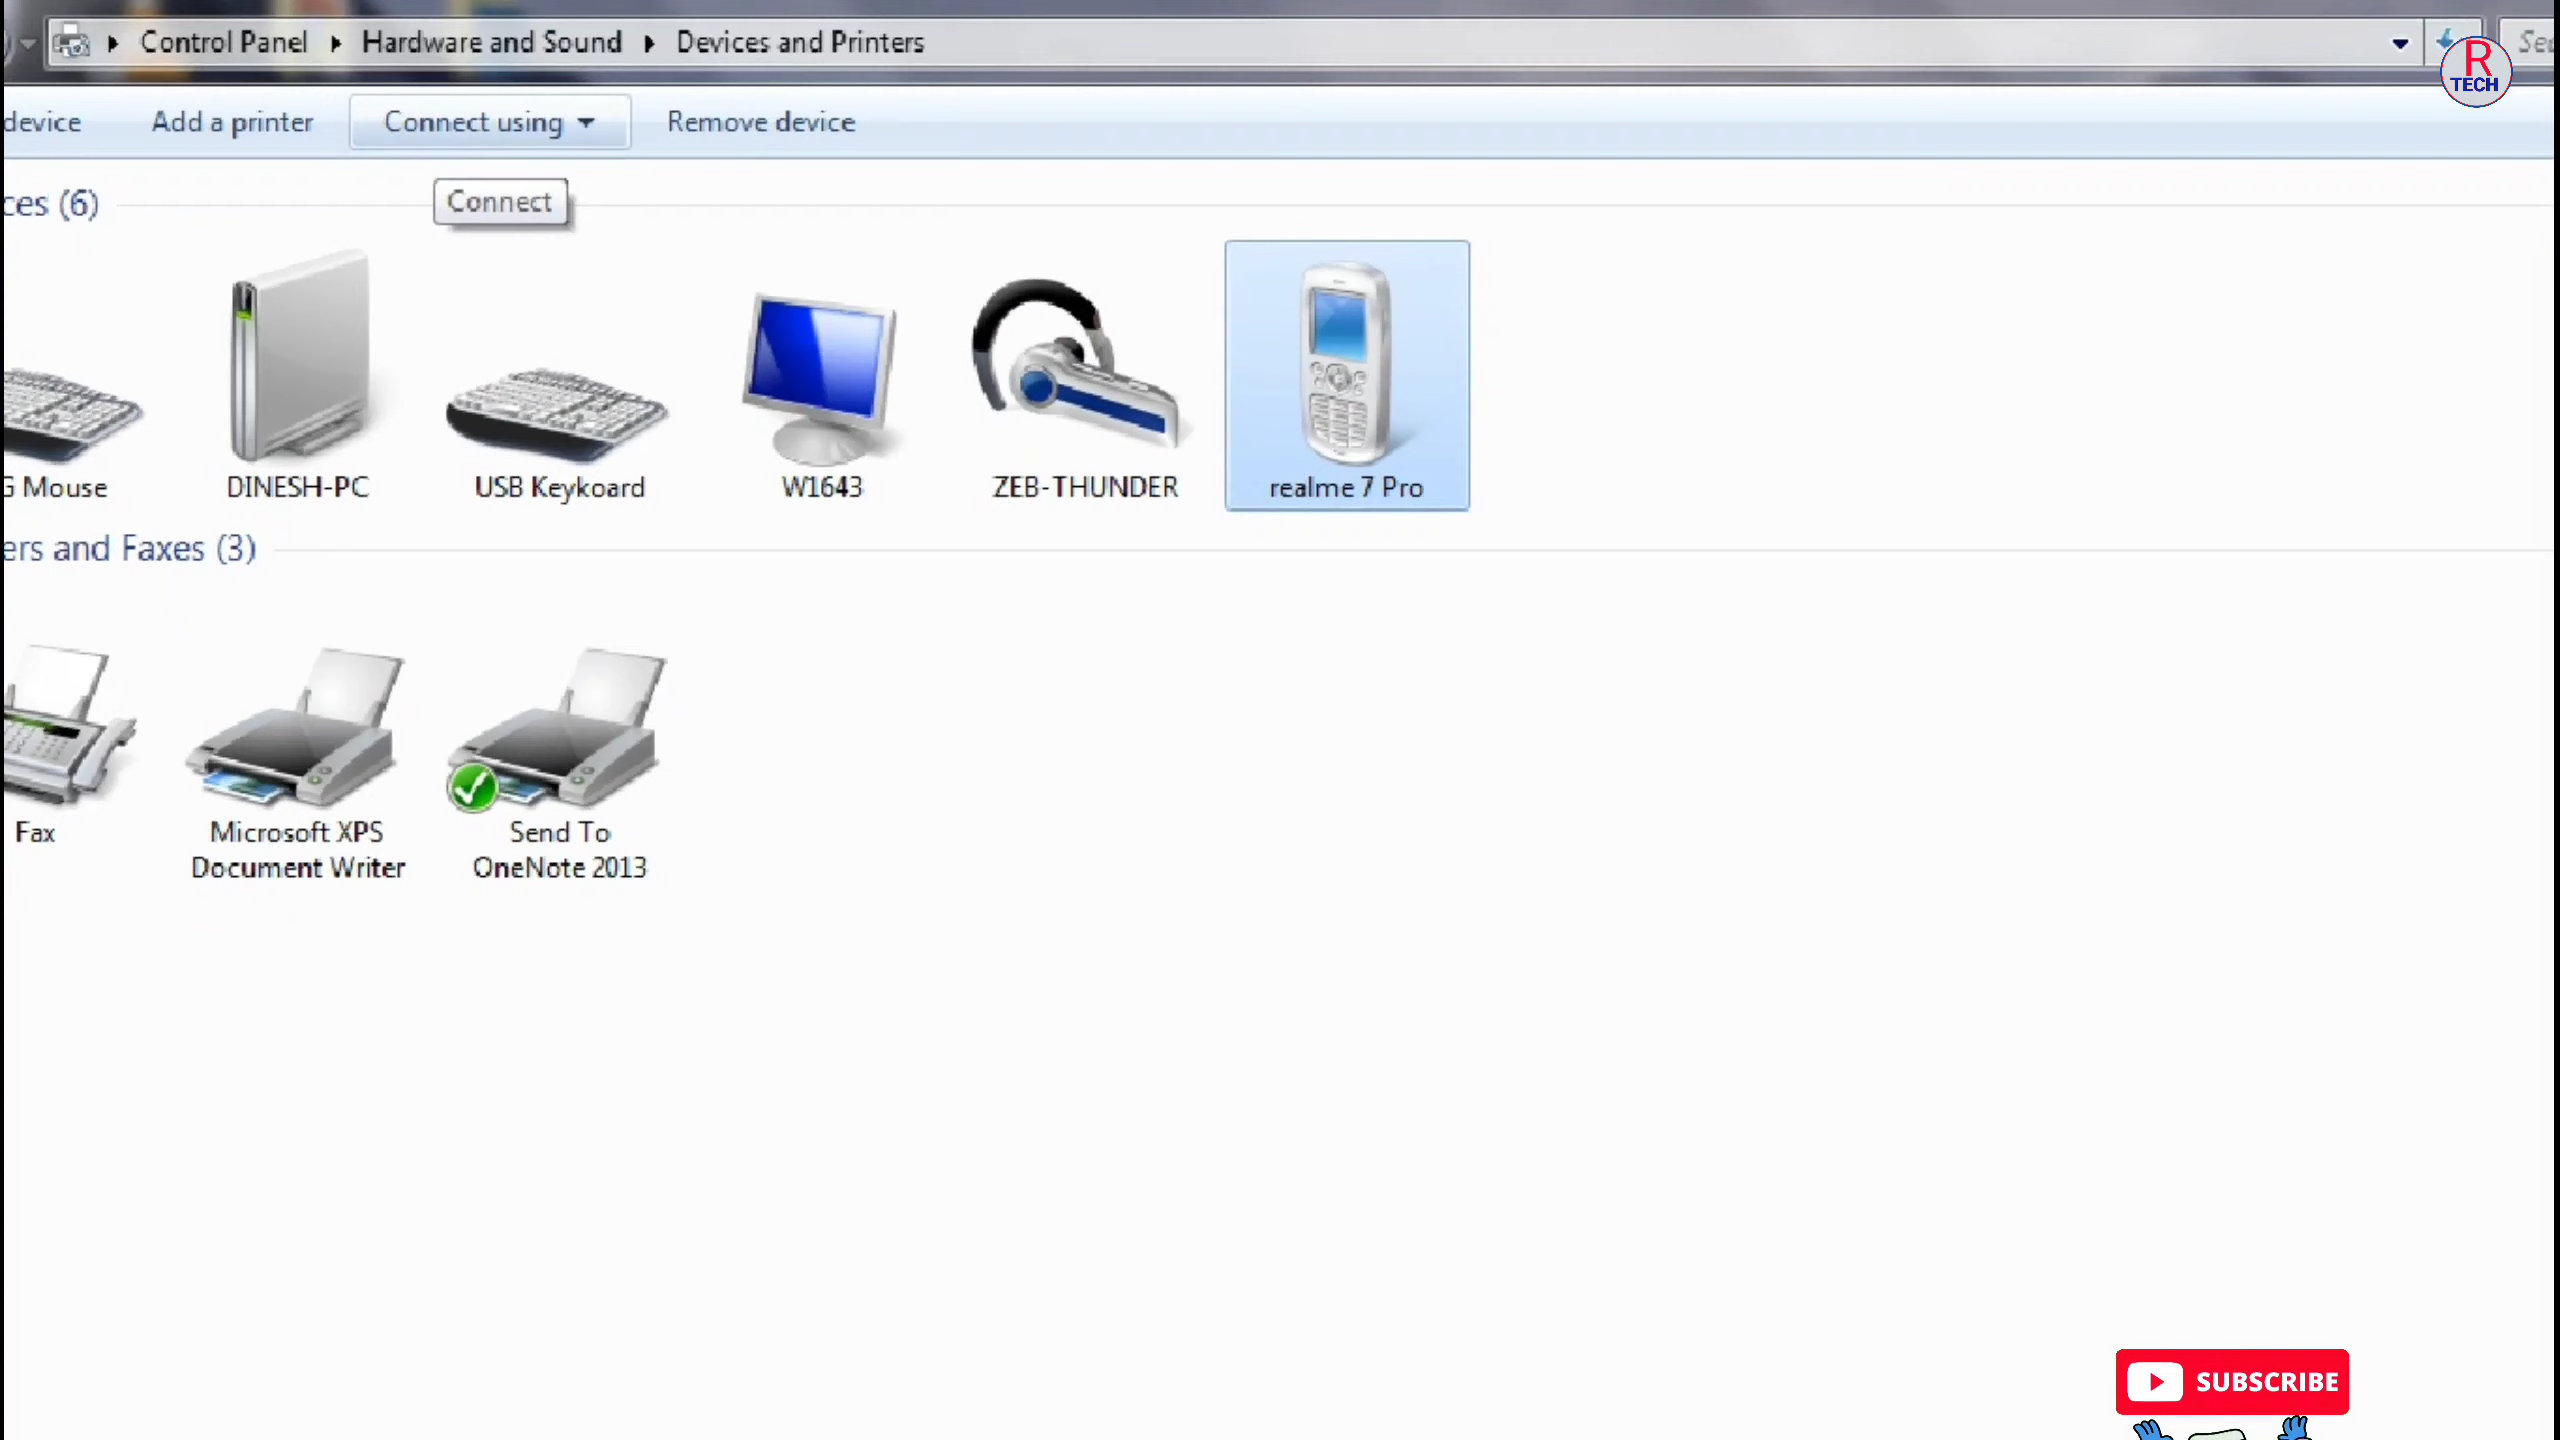 Control Panel Hardware and Sound Devices and Printers
R
TECH
device Add a printer Connect using Remove device
Connect
ces (6)
G Mouse DINESH-PC USB Keykoard W1643 ZEB-THUNDER realme 7 Pro
ers and Faxes (3)
Fax
Microsoft XPS
Document Writer
Send To
OneNote 2013
SUBSCRIBE